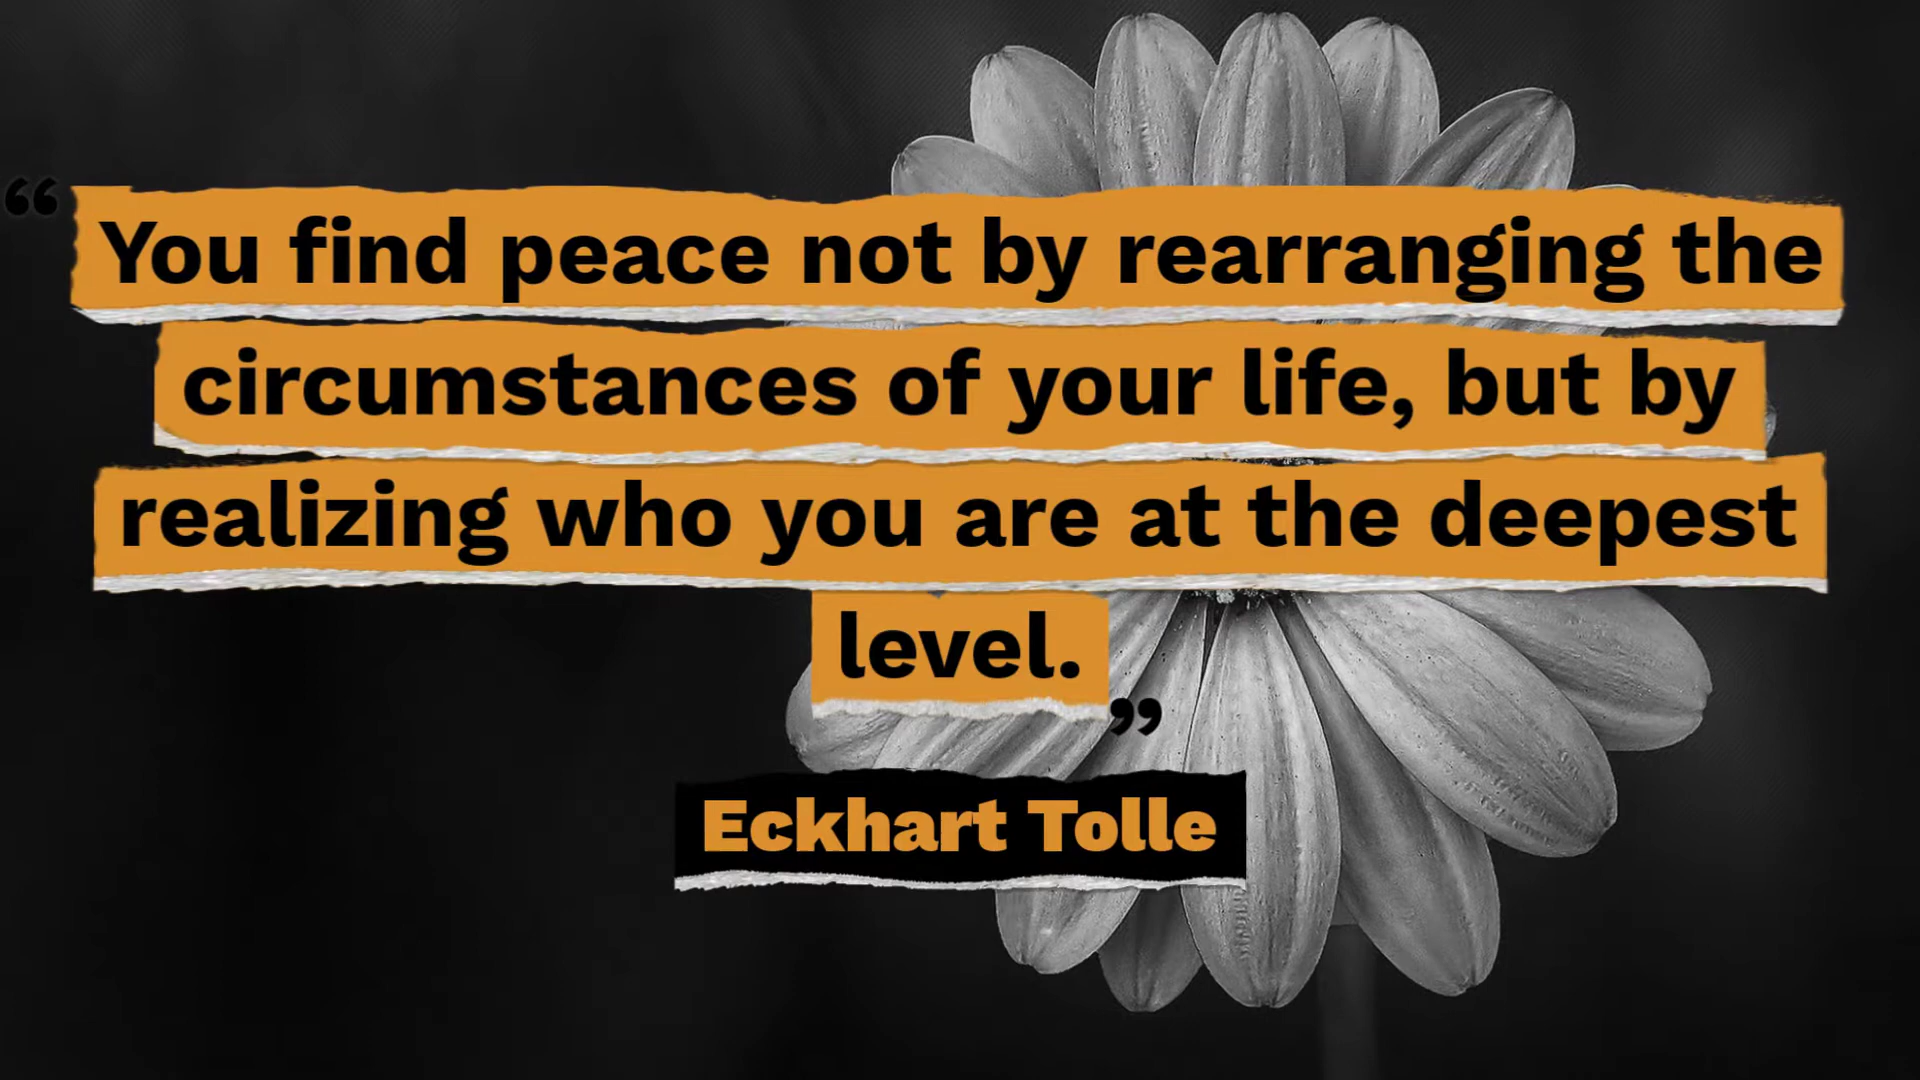 “You find peace not by rearranging the
circumstances of your life, but by
realizing who you are at the deepest
level.”
Eckhart Tolle